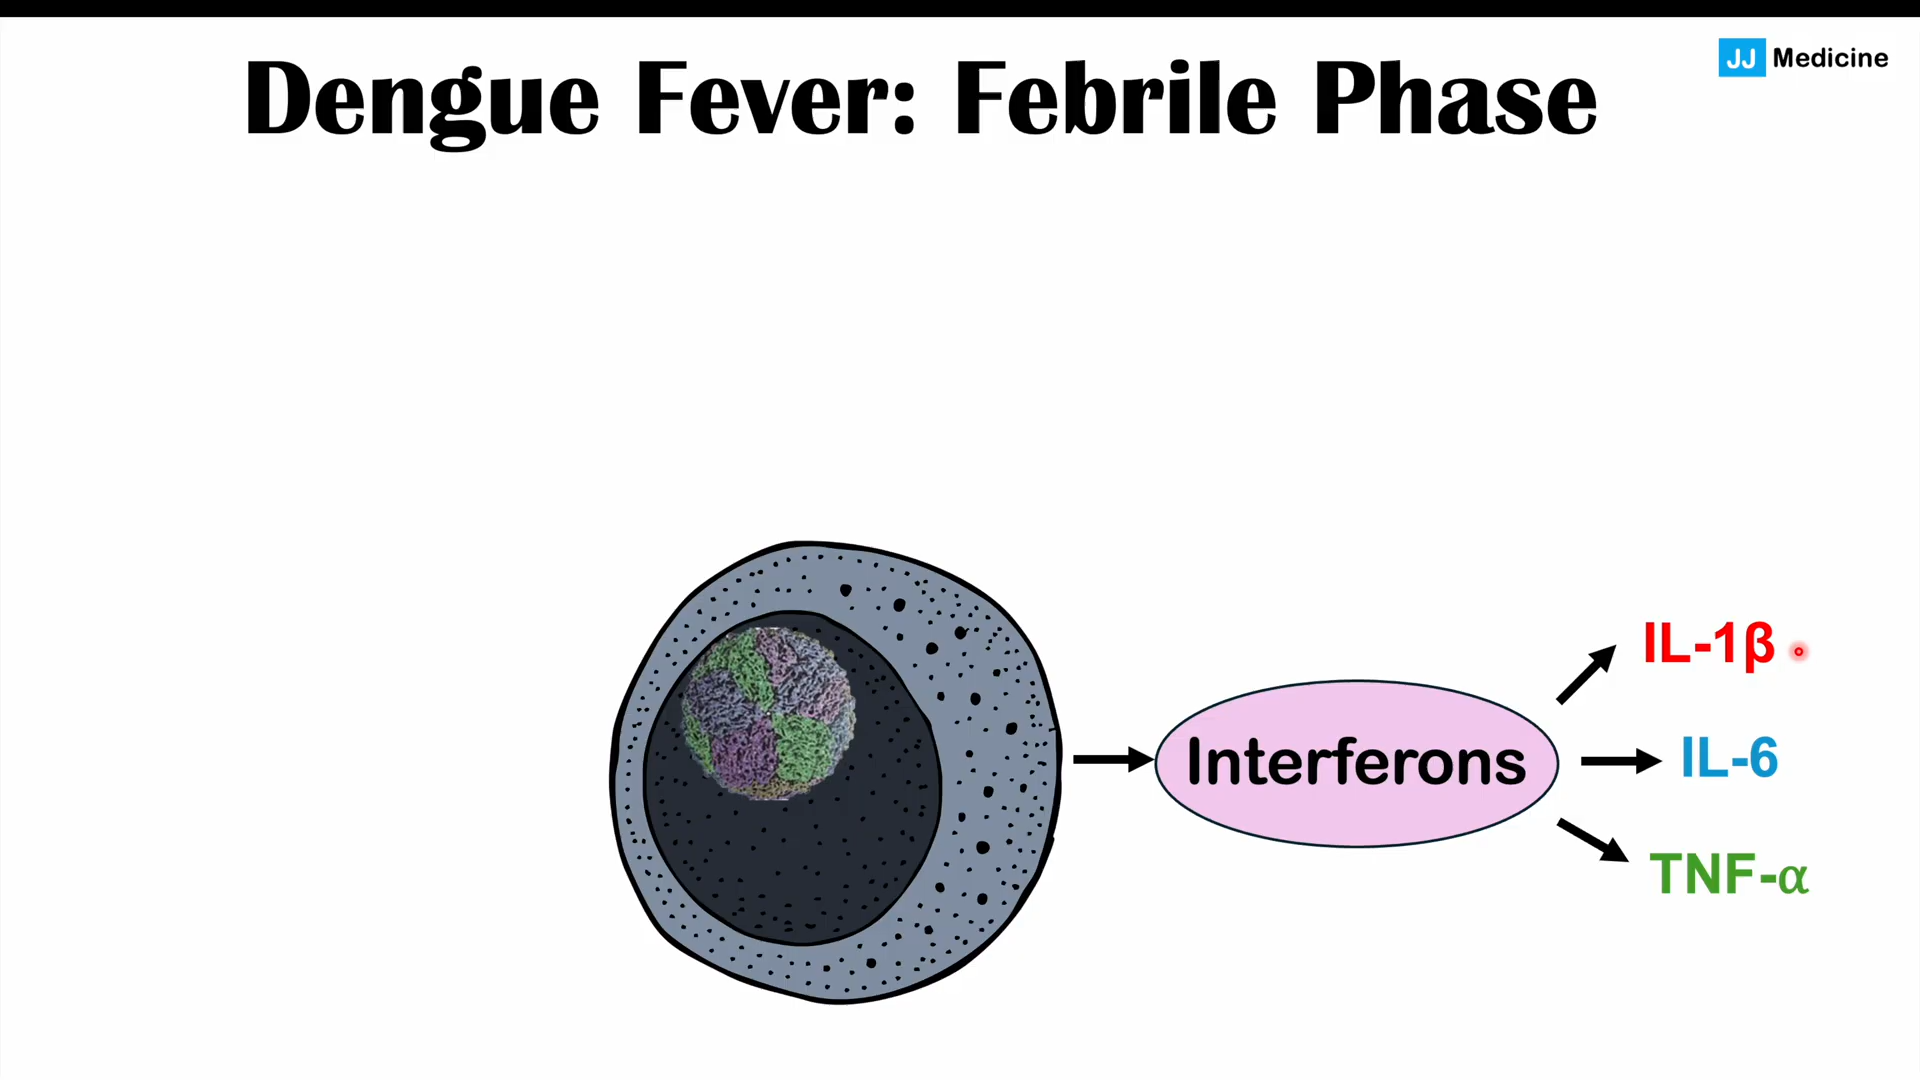 JJ Medicine
Dengue Fever: Febrile Phase
Interferons
IL-1β
IL-6
TNF-α